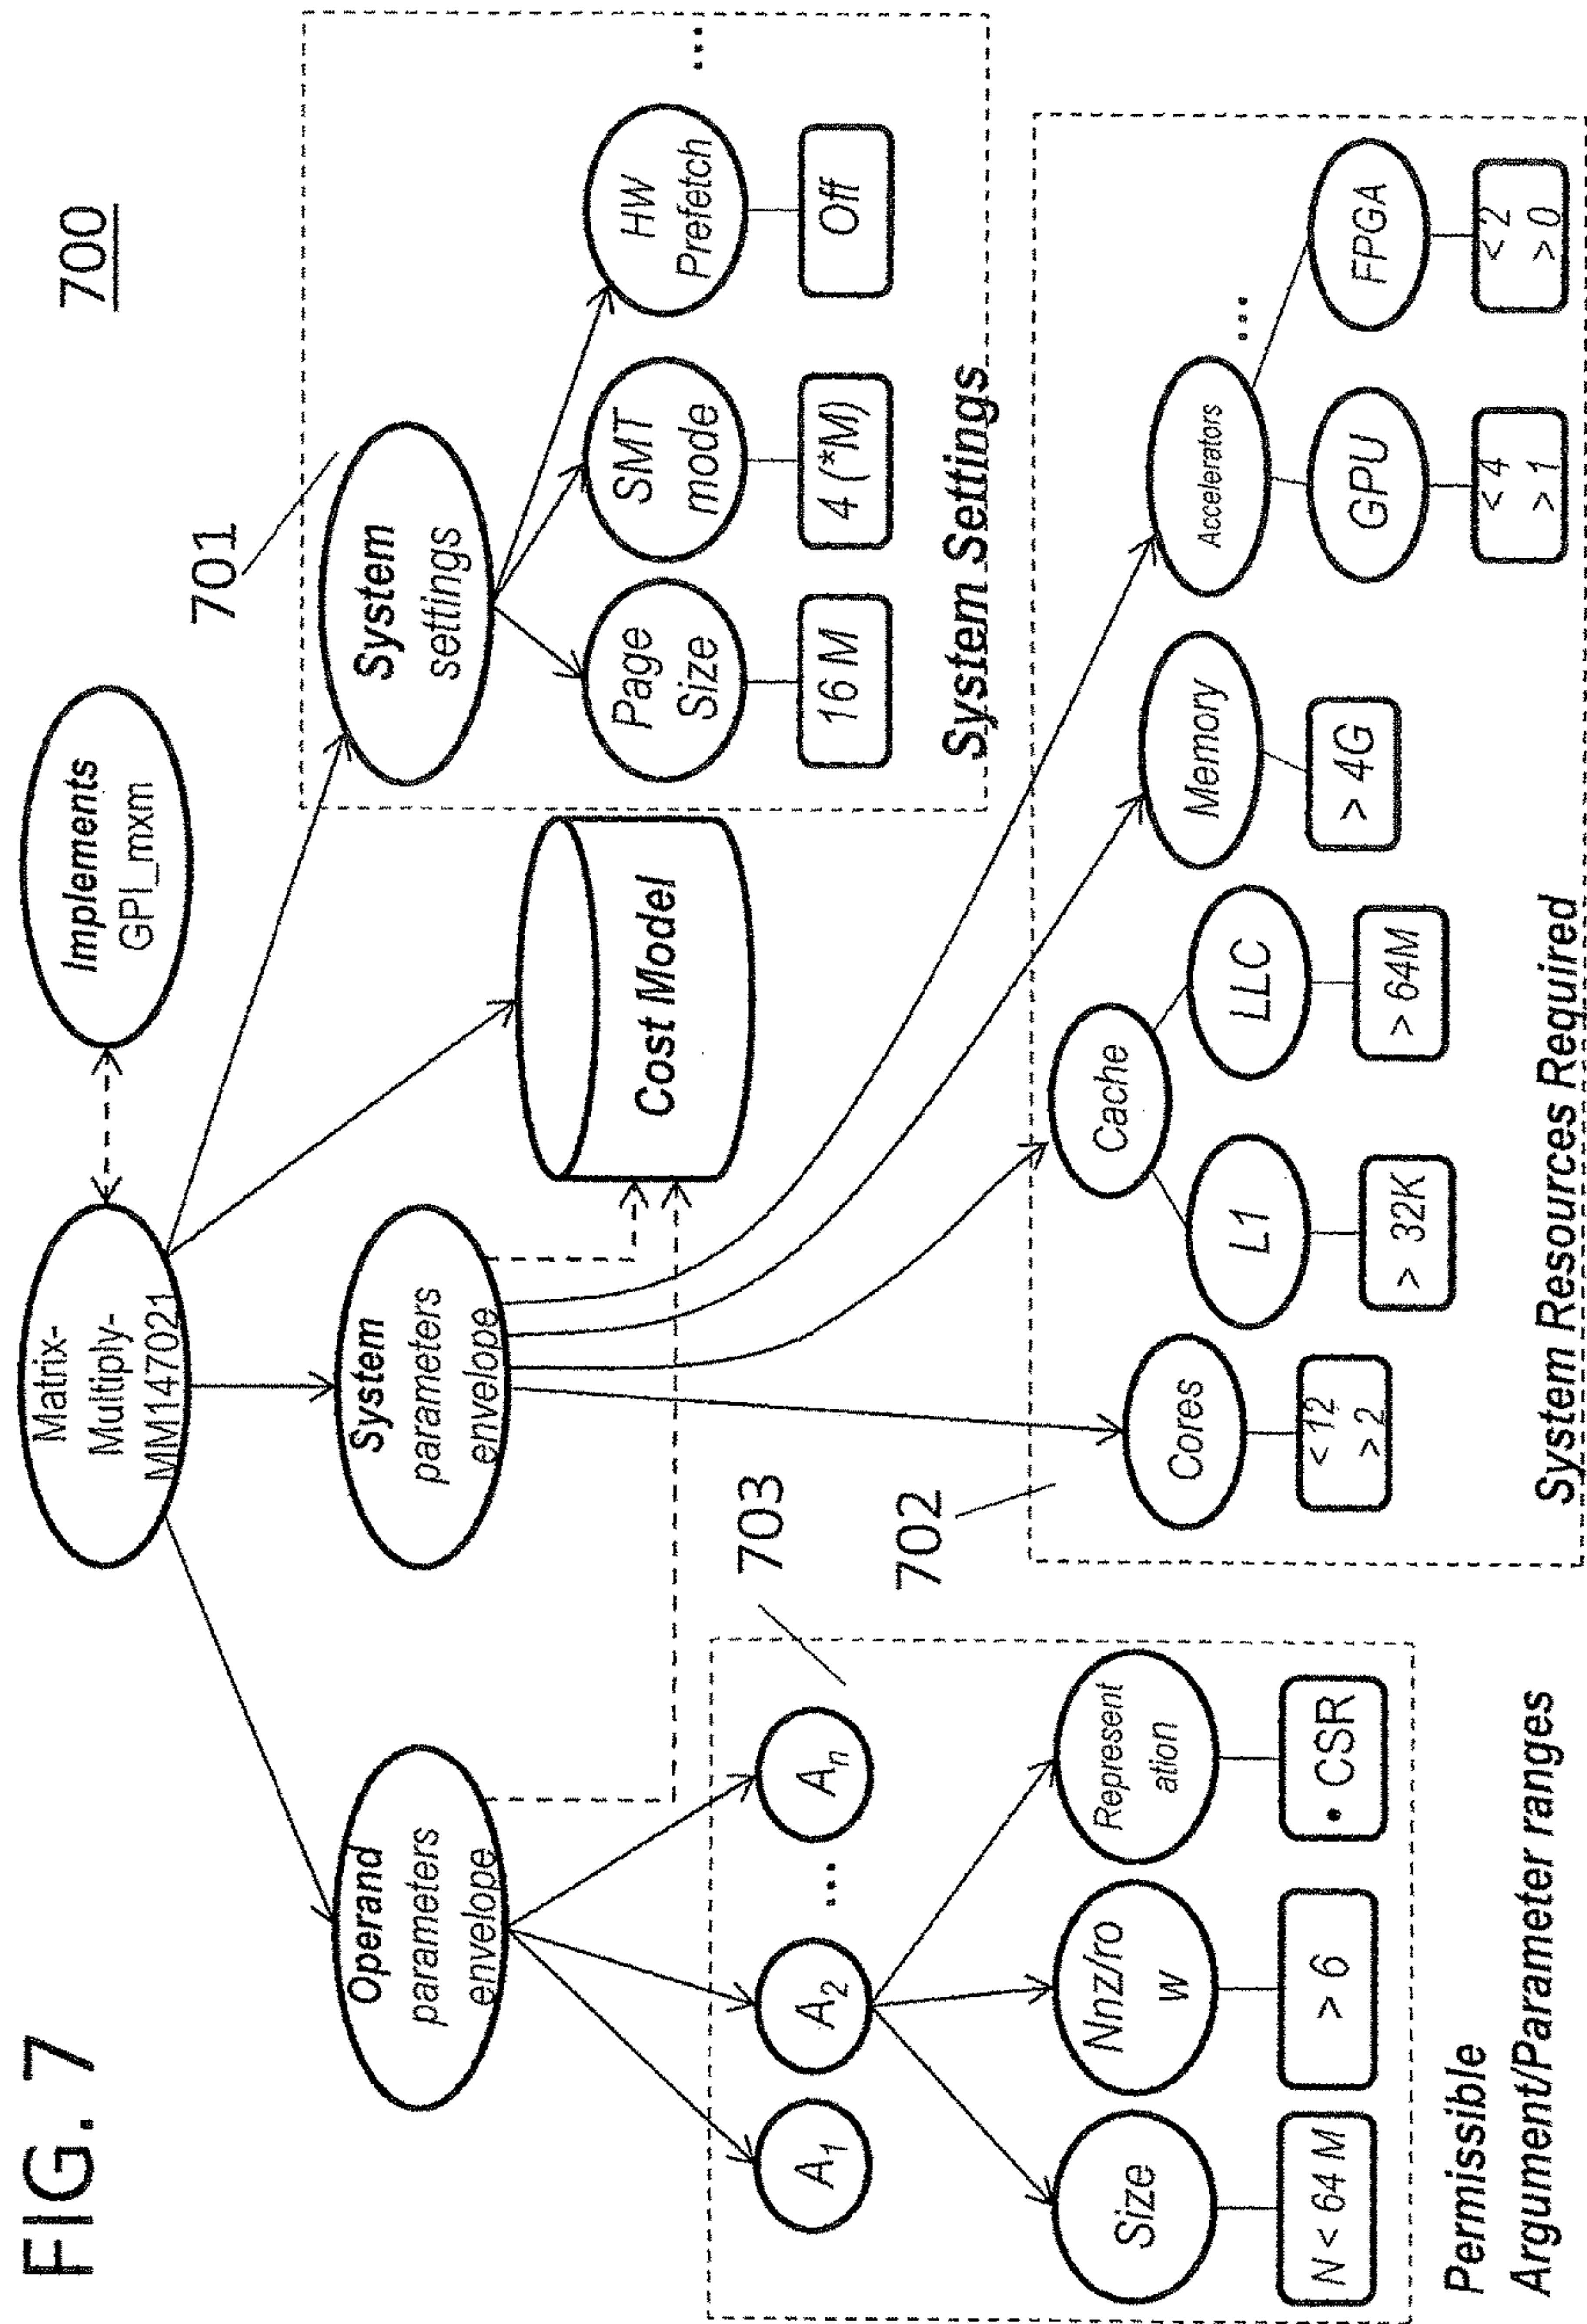 FIG. 7
700
Matrix-
Multiply-
MM147021
Implements
GPI_mxm
Operand
parameters
envelope
System
parameters
envelope
Cost Model
System
settings
701
Page
Size
SMT
mode
HW
Prefetch
...
16 M
4 (*M)
Off
System Settings
703
A1
A2
...
An
Size
Nnz/ro
w
Represent
ation
N < 64 M
> 6
• CSR
Permissible
Argument/Parameter ranges
702
Cores
< 12
> 2
Cache
L1
LLC
> 32K
> 64M
Memory
> 4G
Accelerators
...
GPU
FPGA
< 4
> 1
< 2
> 0
System Resources Required